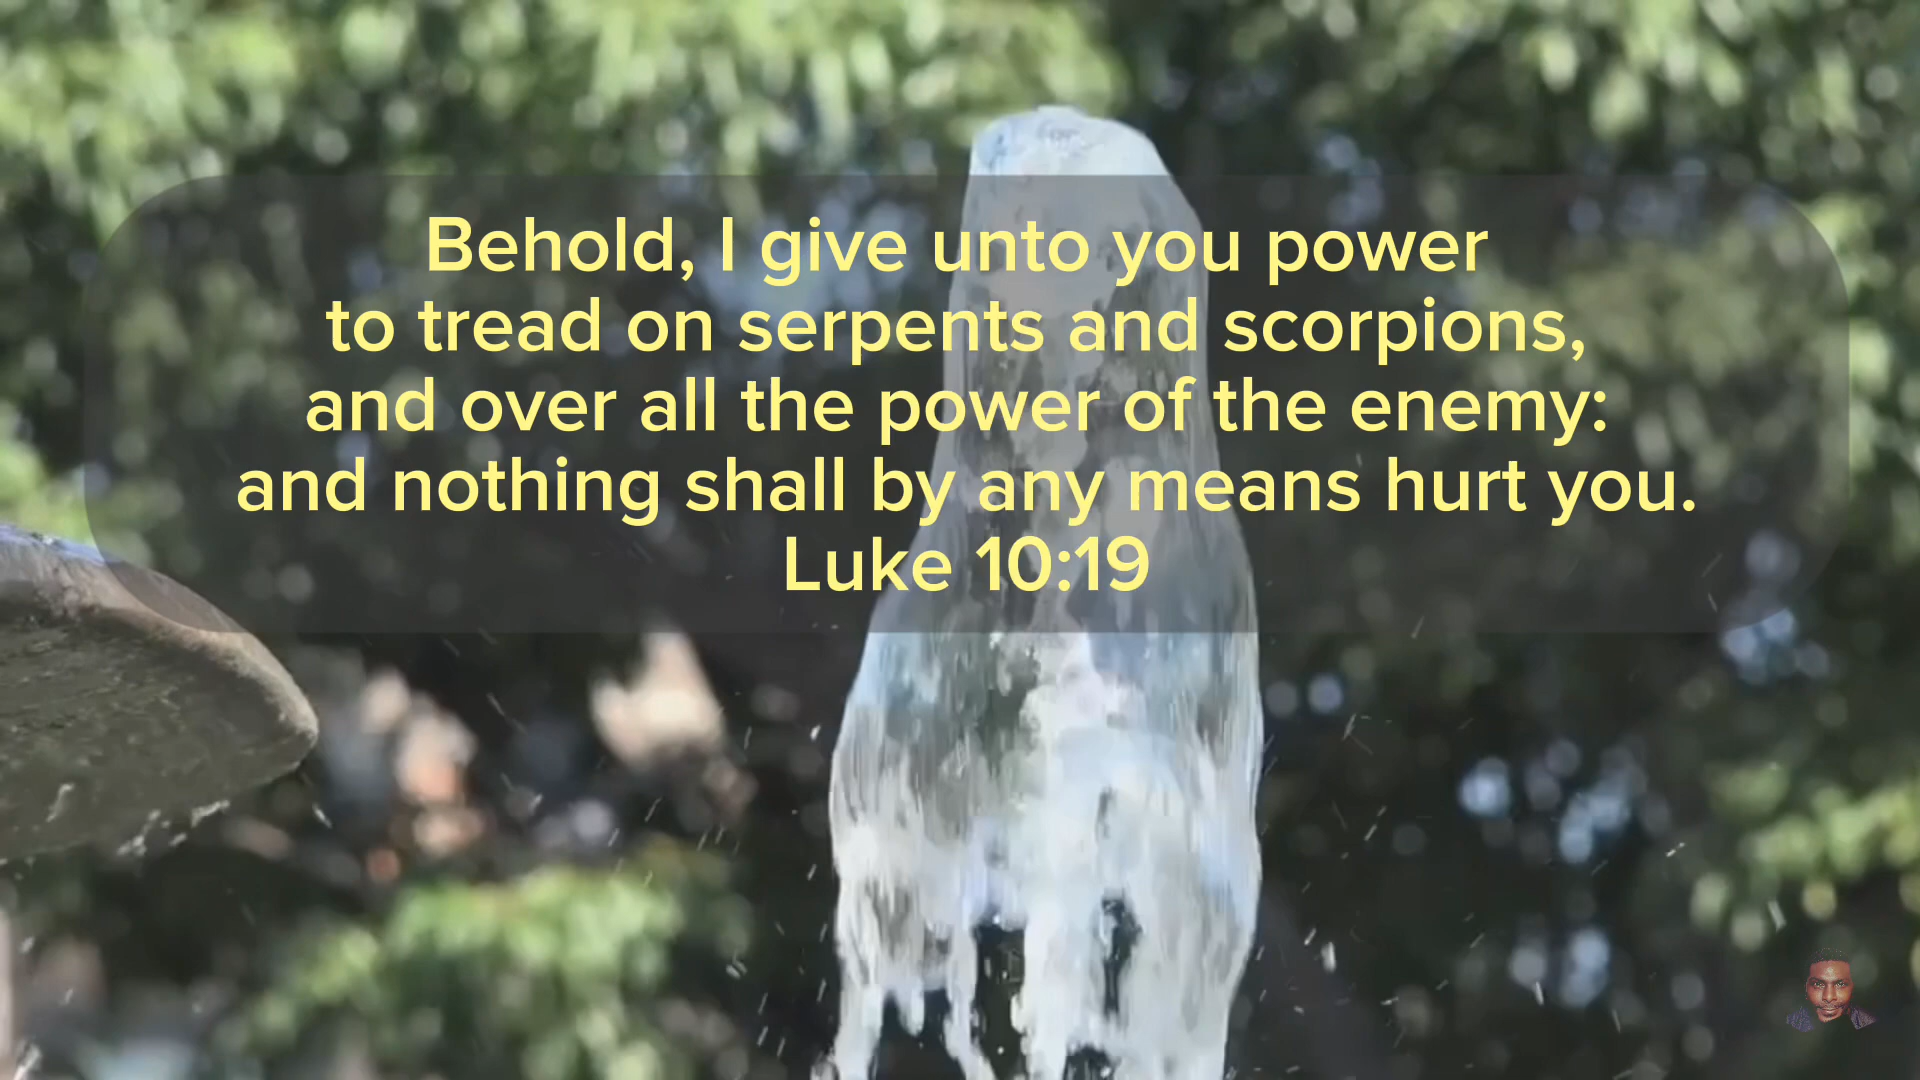 Behold, I give unto you power
to tread on serpents and scorpions,
and over all the power of the enemy:
and nothing shall by any means hurt you.
Luke 10:19